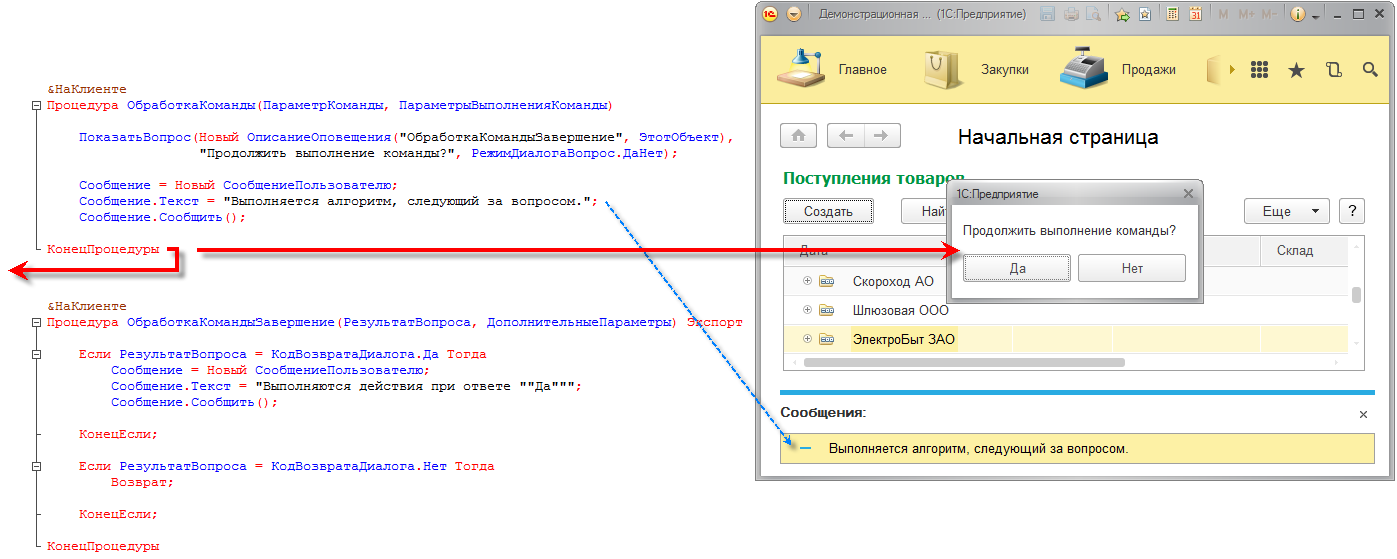 &НаКлиенте
Процедура ОбработкаКоманды(ПараметрКоманды, ПараметрыВыполненияКоманды)
ПоказатьВопрос(Новый ОписаниеОповещения("ОбработкаКомандыЗавершение", ЭтотОбъект),
"Продолжить выполнение команды?", РежимДиалогаВопрос.ДаНет);
Сообщение = Новый СообщениеПользователю;
Сообщение.Текст = "Выполняется алгоритм, следующий за вопросом.";
Сообщение.Сообщить();
КонецПроцедуры
&НаКлиенте
Процедура ОбработкаКомандыЗавершение(РезультатВопроса, ДополнительныеПараметры) Экспорт
Если РезультатВопроса = КодВозвратаДиалога.Да Тогда
Сообщение = Новый СообщениеПользователю;
Сообщение.Текст = "Выполняются действия при ответе ""Да""";
Сообщение.Сообщить();
КонецЕсли;
Если РезультатВопроса = КодВозвратаДиалога.Нет Тогда
Возврат;
КонецЕсли;
КонецПроцедуры
Демонстрационная ... (1С:Предприятие)
M M+ M-
Главное Закупки Продажи
Начальная страница
Поступления товаров
Создать Най Еще ?
Дата Склад
Скороход АО
Шлюзовая ООО
ЭлектроБыт ЗАО
1С:Предприятие
Продолжить выполнение команды?
Да Нет
Сообщения:
Выполняется алгоритм, следующий за вопросом.